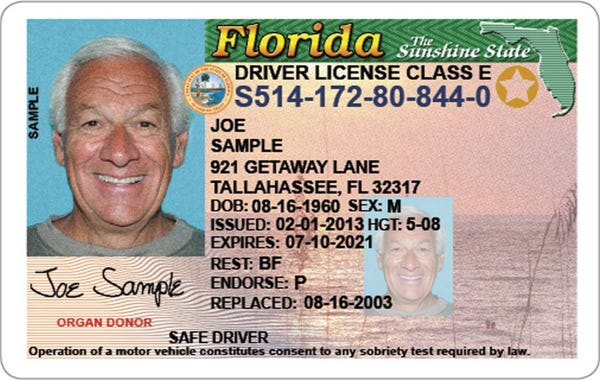 Florida The Sunshine State
SAMPLE
DRIVER LICENSE CLASS E
S514-172-80-844-0
JOE
SAMPLE
921 GETAWAY LANE
TALLAHASSEE, FL 32317
DOB: 08-16-1960 SEX: M
ISSUED: 02-01-2013 HGT: 5-08
EXPIRES: 07-10-2021
REST: BF
ENDORSE: P
REPLACED: 08-16-2003
Joe Sample
ORGAN DONOR
SAFE DRIVER
Operation of a motor vehicle constitutes consent to any sobriety test required by law.